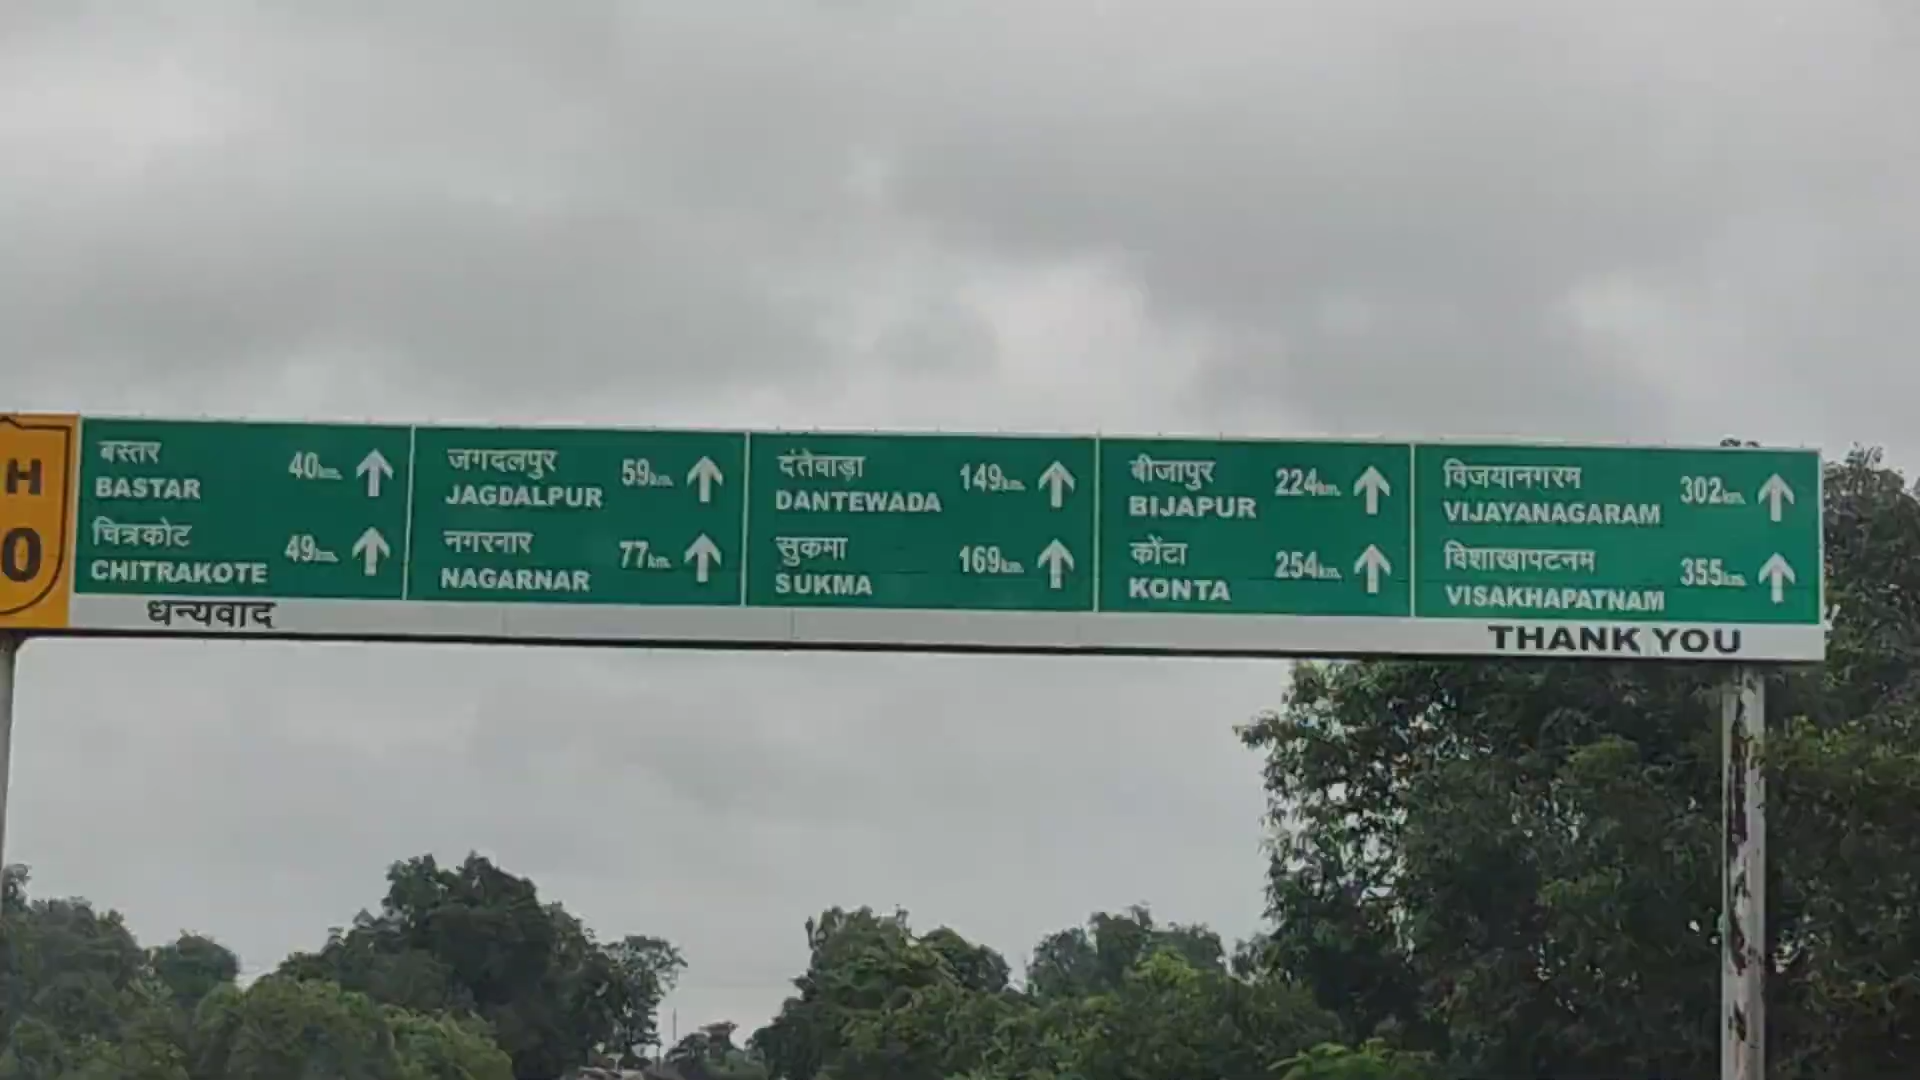 H
0
बस्तर 40km.
BASTAR
चित्रकोट 49km.
CHITRAKOTE
जगदलपुर 59km.
JAGDALPUR
नगरनार 77km.
NAGARNAR
दंतेवाड़ा 149km.
DANTEWADA
सुकमा 169km.
SUKMA
बीजापुर 224km.
BIJAPUR
कोंटा 254km.
KONTA
विजयानगरम 302km.
VIJAYANAGARAM
विशाखापटनम 355km.
VISAKHAPATNAM
धन्यवाद
THANK YOU